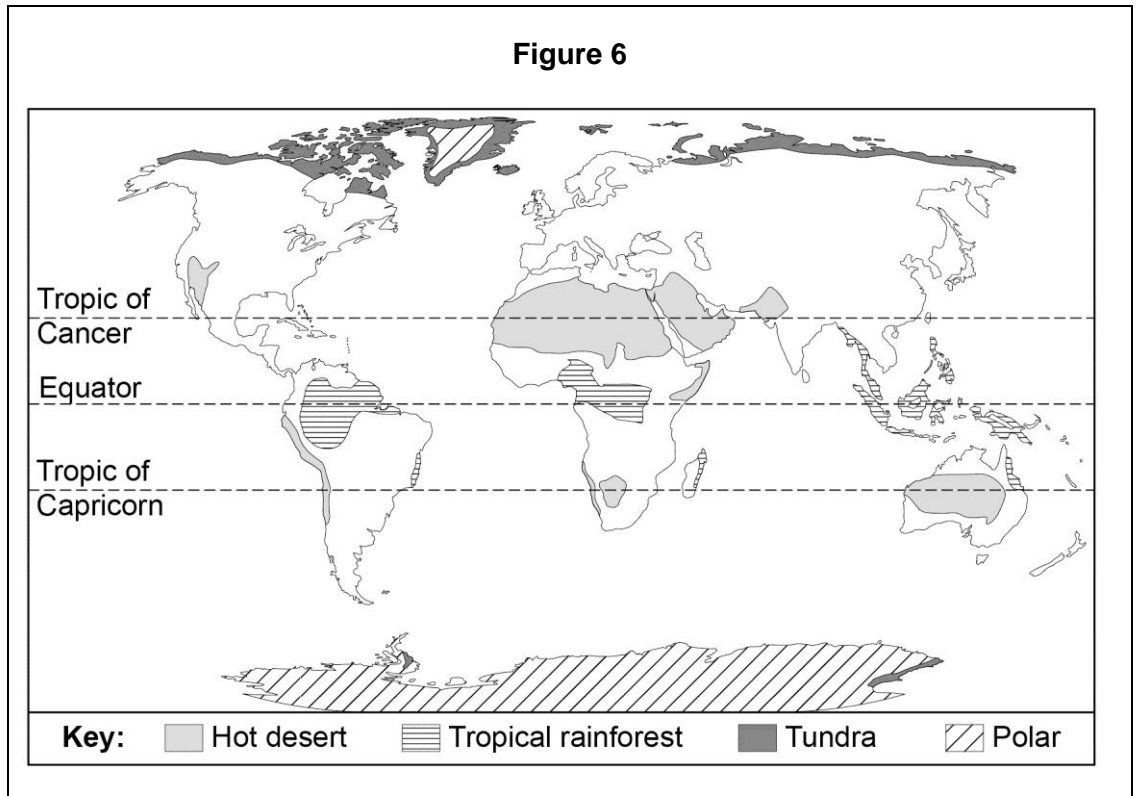 Figure 6
Tropic of
Cancer
Equator
Tropic of
Capricorn
Key: Hot desert Tropical rainforest Tundra Polar